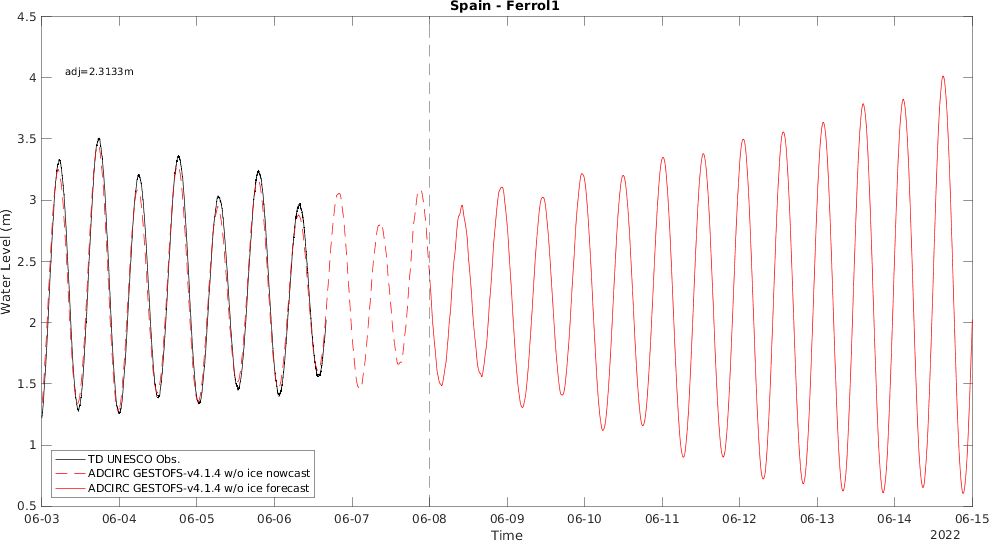 Spain - Ferrol1
4.5
4
3.5
3
2.5
2
1.5
1
0.5
Water Level (m)
adj=2.3133m
TD UNESCO Obs.
ADCIRC GESTOFS-v4.1.4 w/o ice nowcast
ADCIRC GESTOFS-v4.1.4 w/o ice forecast
06-03 06-04 06-05 06-06 06-07 06-08 06-09 06-10 06-11 06-12 06-13 06-14 06-15
Time
2022